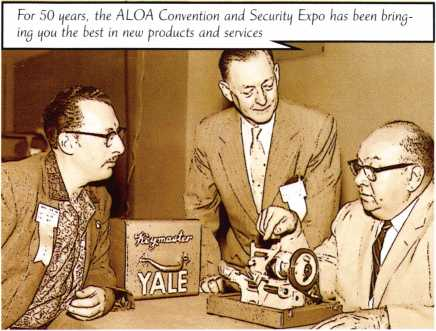 For 50 years, the ALOA Convention and Security Expo has been bring-
ing you the best in new products and services
Keymaster
YALE